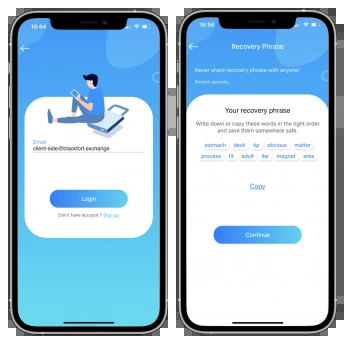 16:44
Email
client-side@blackfort.exchange
Login
Don't have account ? Sign up
16:56
Recovery Phrase
Never share recovery phrase with anyone!
Store it securely.
Your recovery phrase
Write down or copy these words in the right order
and save them somewhere safe.
stomach desk tip obvious matter
process fit adult liar magnet area
Copy
Continue